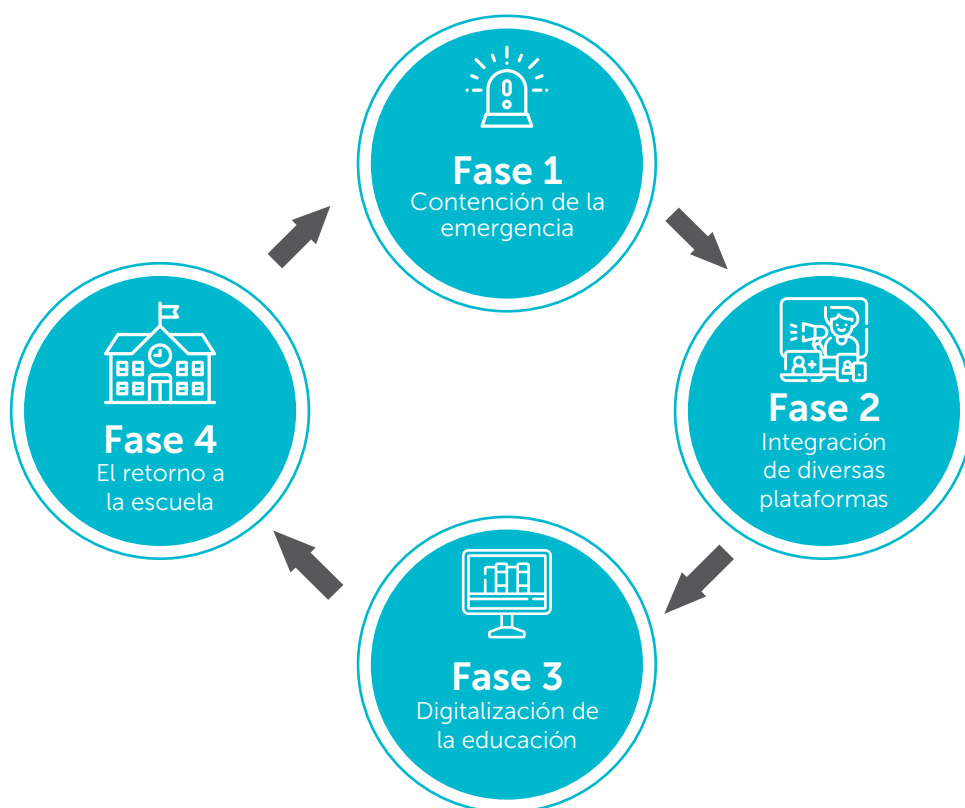 Fase 1
Contención de la
emergencia
Fase 2
Integración
de diversas
plataformas
Fase 3
Digitalización de
la educación
Fase 4
El retorno a
la escuela